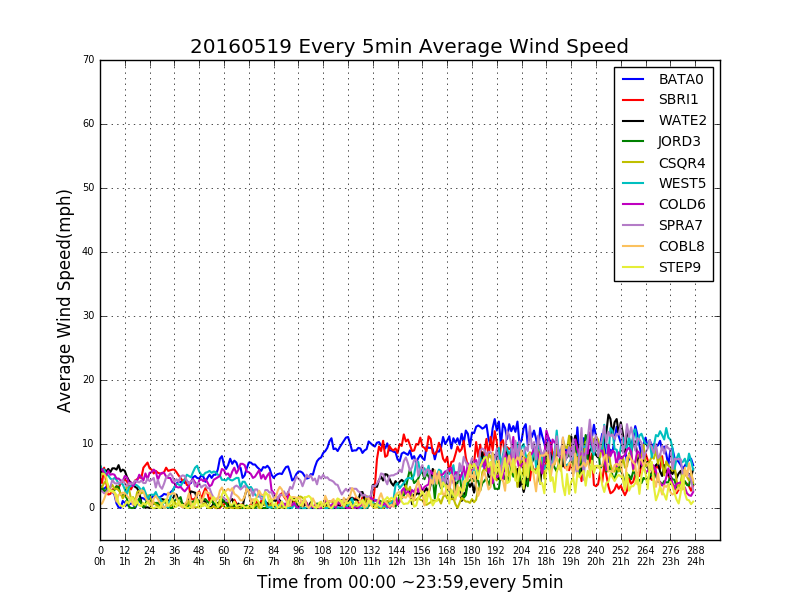 20160519 Every 5min Average Wind Speed
70
60
50
40
30
20
10
0
Average Wind Speed(mph)
BATA0
SBRI1
WATE2
JORD3
CSQR4
WEST5
COLD6
SPRA7
COBL8
STEP9
0 12 24 36 48 60 72 84 96 108 120 132 144 156 168 180 192 204 216 228 240 252 264 276 288
0h 1h 2h 3h 4h 5h 6h 7h 8h 9h 10h 11h 12h 13h 14h 15h 16h 17h 18h 19h 20h 21h 22h 23h 24h
Time from 00:00 ~23:59,every 5min